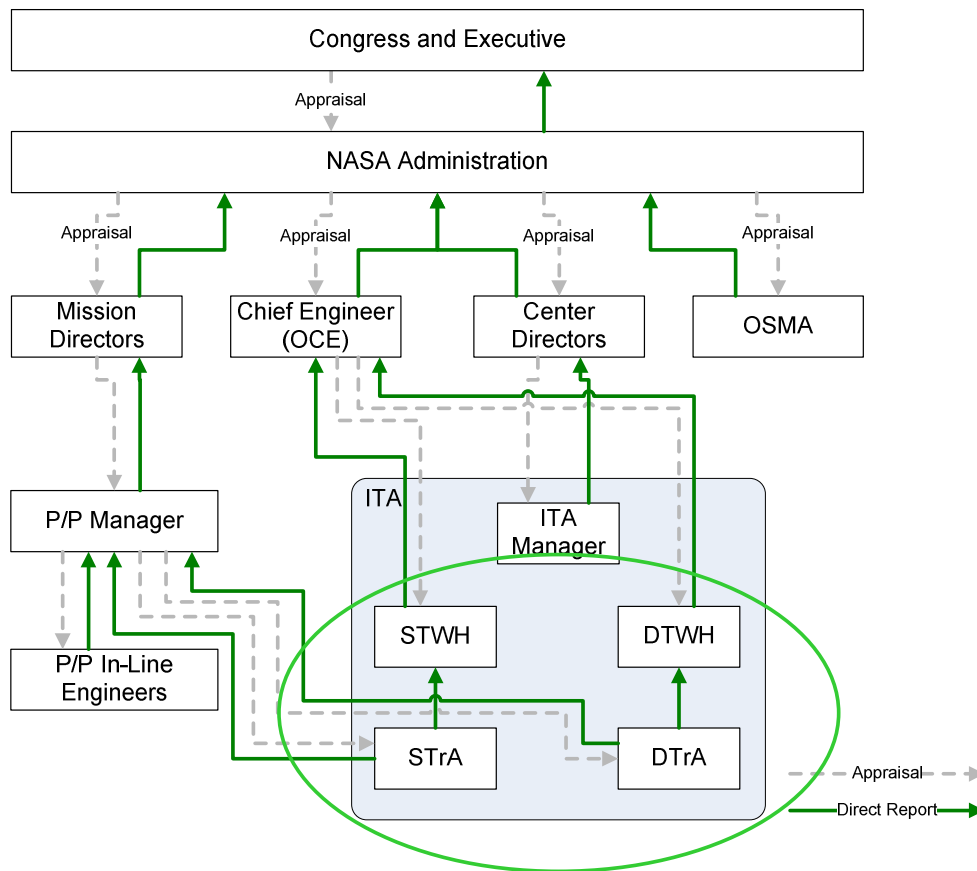 Congress and Executive
Appraisal
NASA Administration
Appraisal
Appraisal
Appraisal
Appraisal
Mission
Directors
Chief Engineer
(OCE)
Center
Directors
OSMA
ITA
P/P Manager
ITA
Manager
STWH
DTWH
P/P In-Line
Engineers
STrA
DTrA
Appraisal
Direct Report